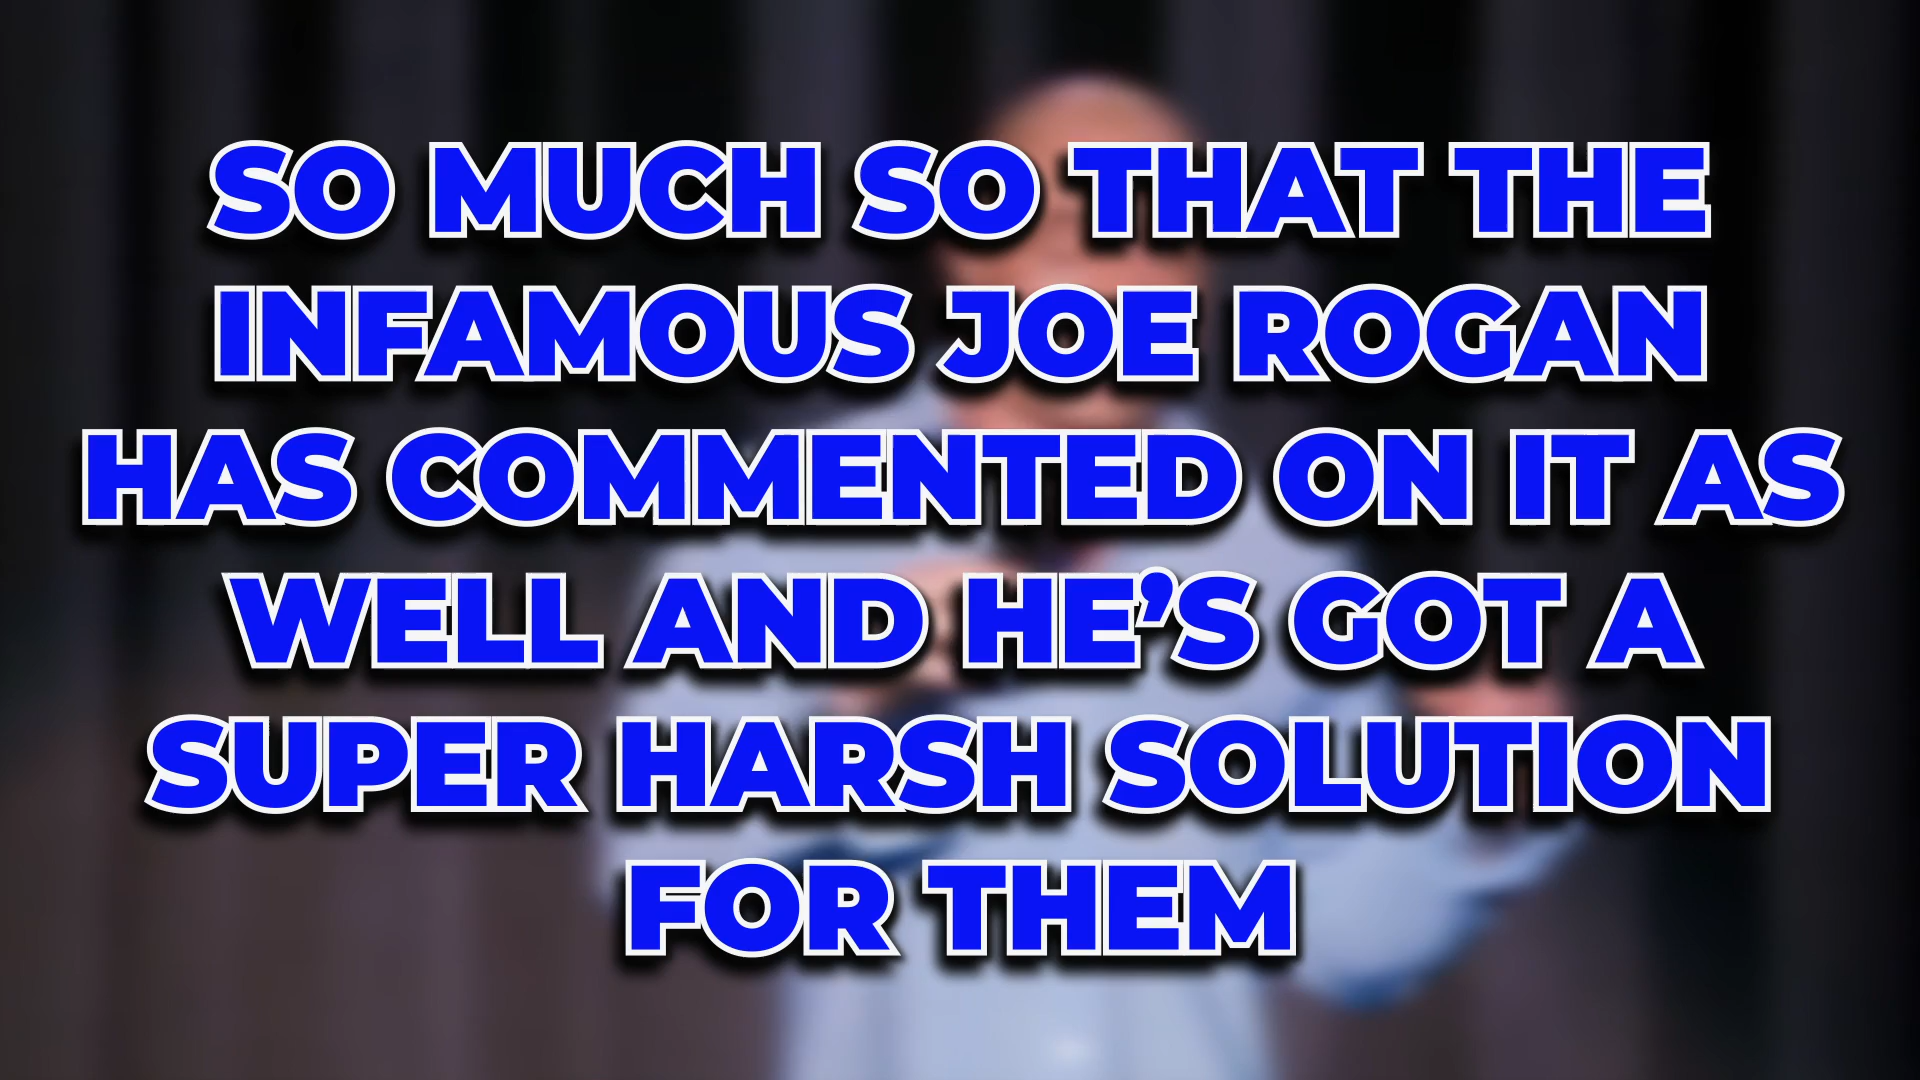 SO MUCH SO THAT THE
INFAMOUS JOE ROGAN
HAS COMMENTED ON IT AS
WELL AND HE’S GOT A
SUPER HARSH SOLUTION
FOR THEM